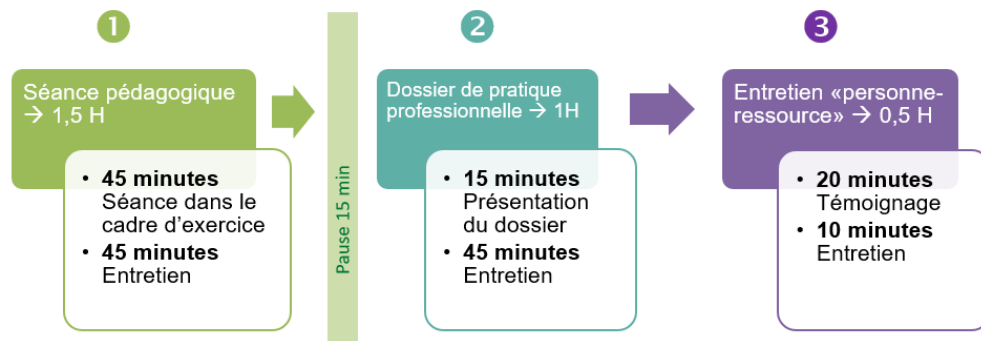 1
Séance pédagogique
→ 1,5 H
• 45 minutes
Séance dans le
cadre d'exercice
• 45 minutes
Entretien
Pause 15 min
2
Dossier de pratique
professionnelle → 1H
• 15 minutes
Présentation
du dossier
• 45 minutes
Entretien
3
Entretien «personne-
ressource» → 0,5 H
• 20 minutes
Témoignage
• 10 minutes
Entretien